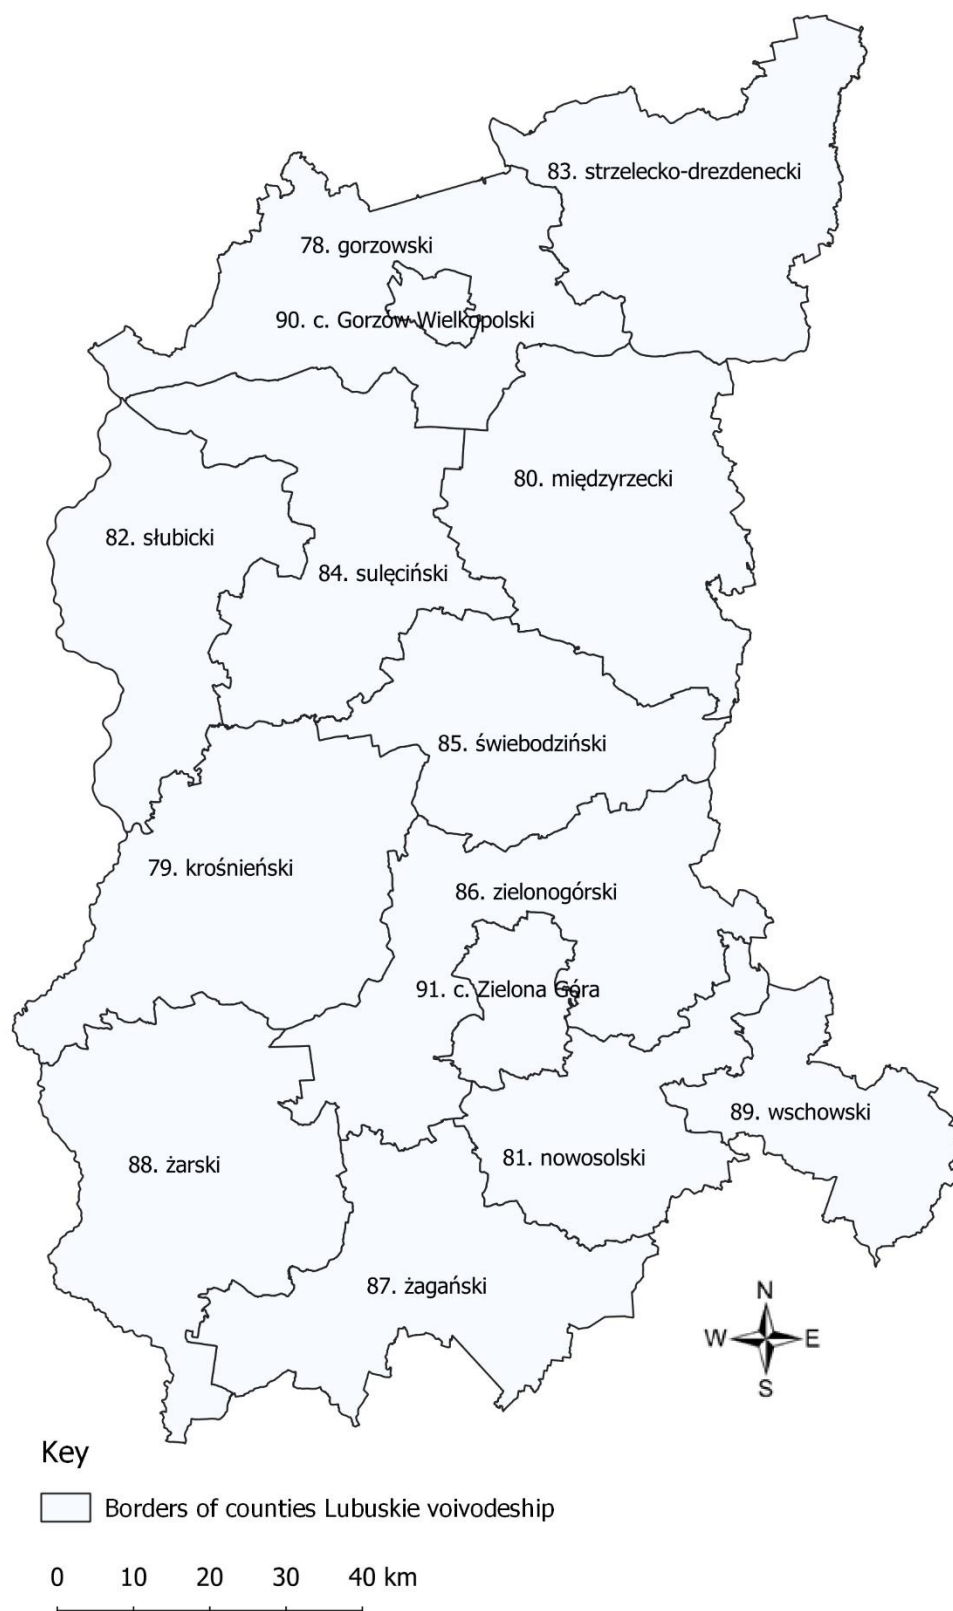 83. strzelecko-drezdenecki
78. gorzowski
90. c. Gorzów Wielkopolski
80. międzyrzecki
82. słubicki
84. sulęciński
85. świebodziński
79. krośnieński
86. zielonogórski
91. c. Zielona Góra
89. wschowski
88. żarski
81. nowosolski
87. żagański
N
W E
S
Key
Borders of counties Lubuskie voivodeship
0 10 20 30 40 km